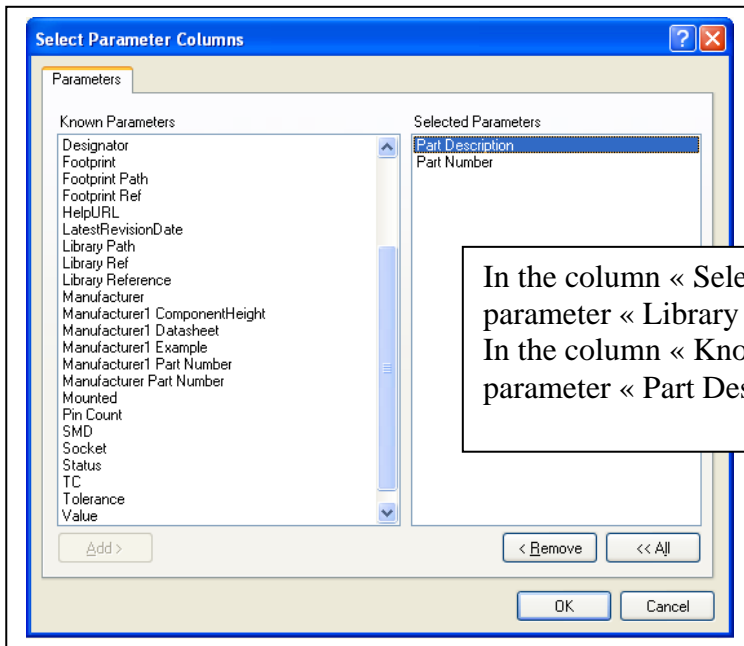 Select Parameter Columns
Parameters
Known Parameters
Designator
Footprint
Footprint Path
Footprint Ref
HelpURL
LatestRevisionDate
Library Path
Library Ref
Library Reference
Manufacturer
Manufacturer1 ComponentHeight
Manufacturer1 Datasheet
Manufacturer1 Example
Manufacturer1 Part Number
Manufacturer Part Number
Mounted
Pin Count
SMD
Socket
Status
TC
Tolerance
Value
Add >
Selected Parameters
Part Description
Part Number
In the column «
parameter « Library
In the column «
parameter « Part
< Remove
<< All
OK
Cancel